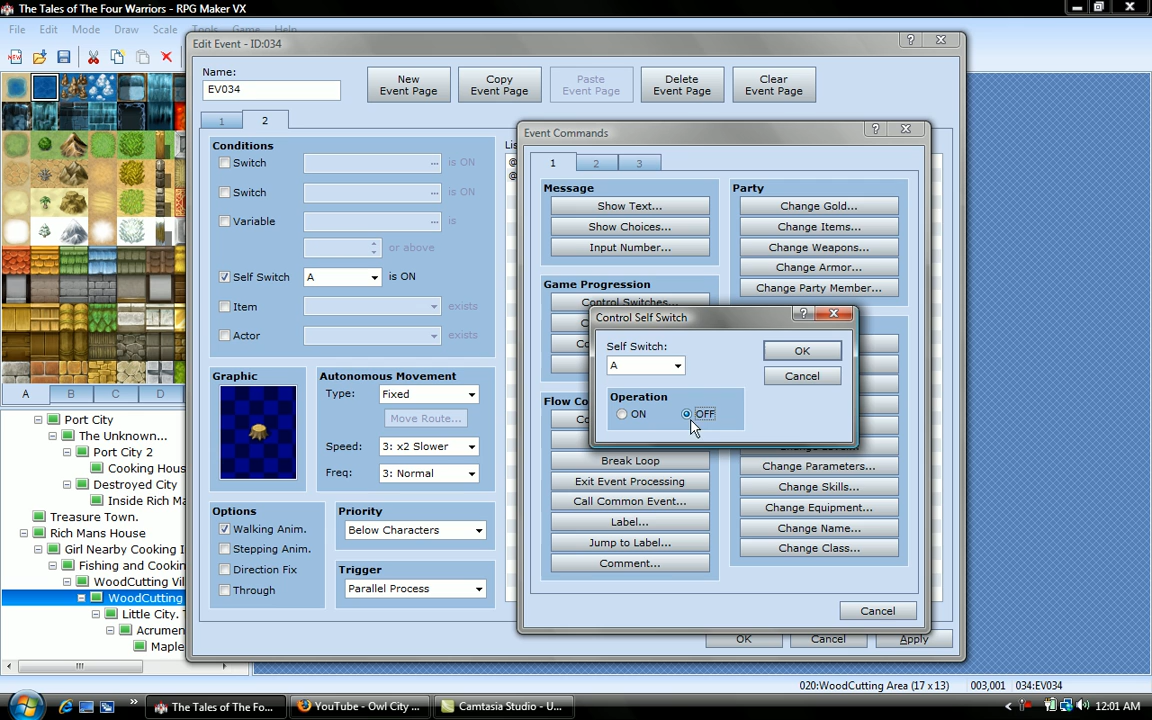 The Tales of The Four Warriors - RPG Maker VX
File Edit Mode Draw Scale Tools Game Help
Edit Event - ID:034
Name:
EV034
New Event Page
Copy Event Page
Paste Event Page
Delete Event Page
Clear Event Page
1 2
Conditions
Switch ... is ON
Switch ... is ON
Variable ... is
or above
Self Switch A is ON
Item exists
Actor exists
Graphic
Autonomous Movement
Type: Fixed
Move Route...
Speed: 3: x2 Slower
Freq: 3: Normal
Options
Walking Anim.
Stepping Anim.
Direction Fix
Through
Priority
Below Characters
Trigger
Parallel Process
OK Cancel Apply
Event Commands
1 2 3
Message
Show Text...
Show Choices...
Input Number...
Game Progression
Control Switches...
Break Loop
Exit Event Processing
Call Common Event...
Label...
Jump to Label...
Comment...
Party
Change Gold...
Change Items...
Change Weapons...
Change Armor...
Change Party Member...
Change Parameters...
Change Skills...
Change Equipment...
Change Name...
Change Class...
Cancel
Control Self Switch
Self Switch:
A
OK
Cancel
Operation
ON OFF
A B C D
Port City
The Unknown...
Port City 2
Cooking Hous
Destroyed City
Inside Rich Ma
Treasure Town.
Rich Mans House
Girl Nearby Cooking I
Fishing and Cookin
WoodCutting Vil
WoodCutting
Little City. T
Acrumen
Maple
020:WoodCutting Area (17 x 13) 003,001 034:EV034
The Tales of The Fo... YouTube - Owl City ... Camtasia Studio - U... 12:01 AM